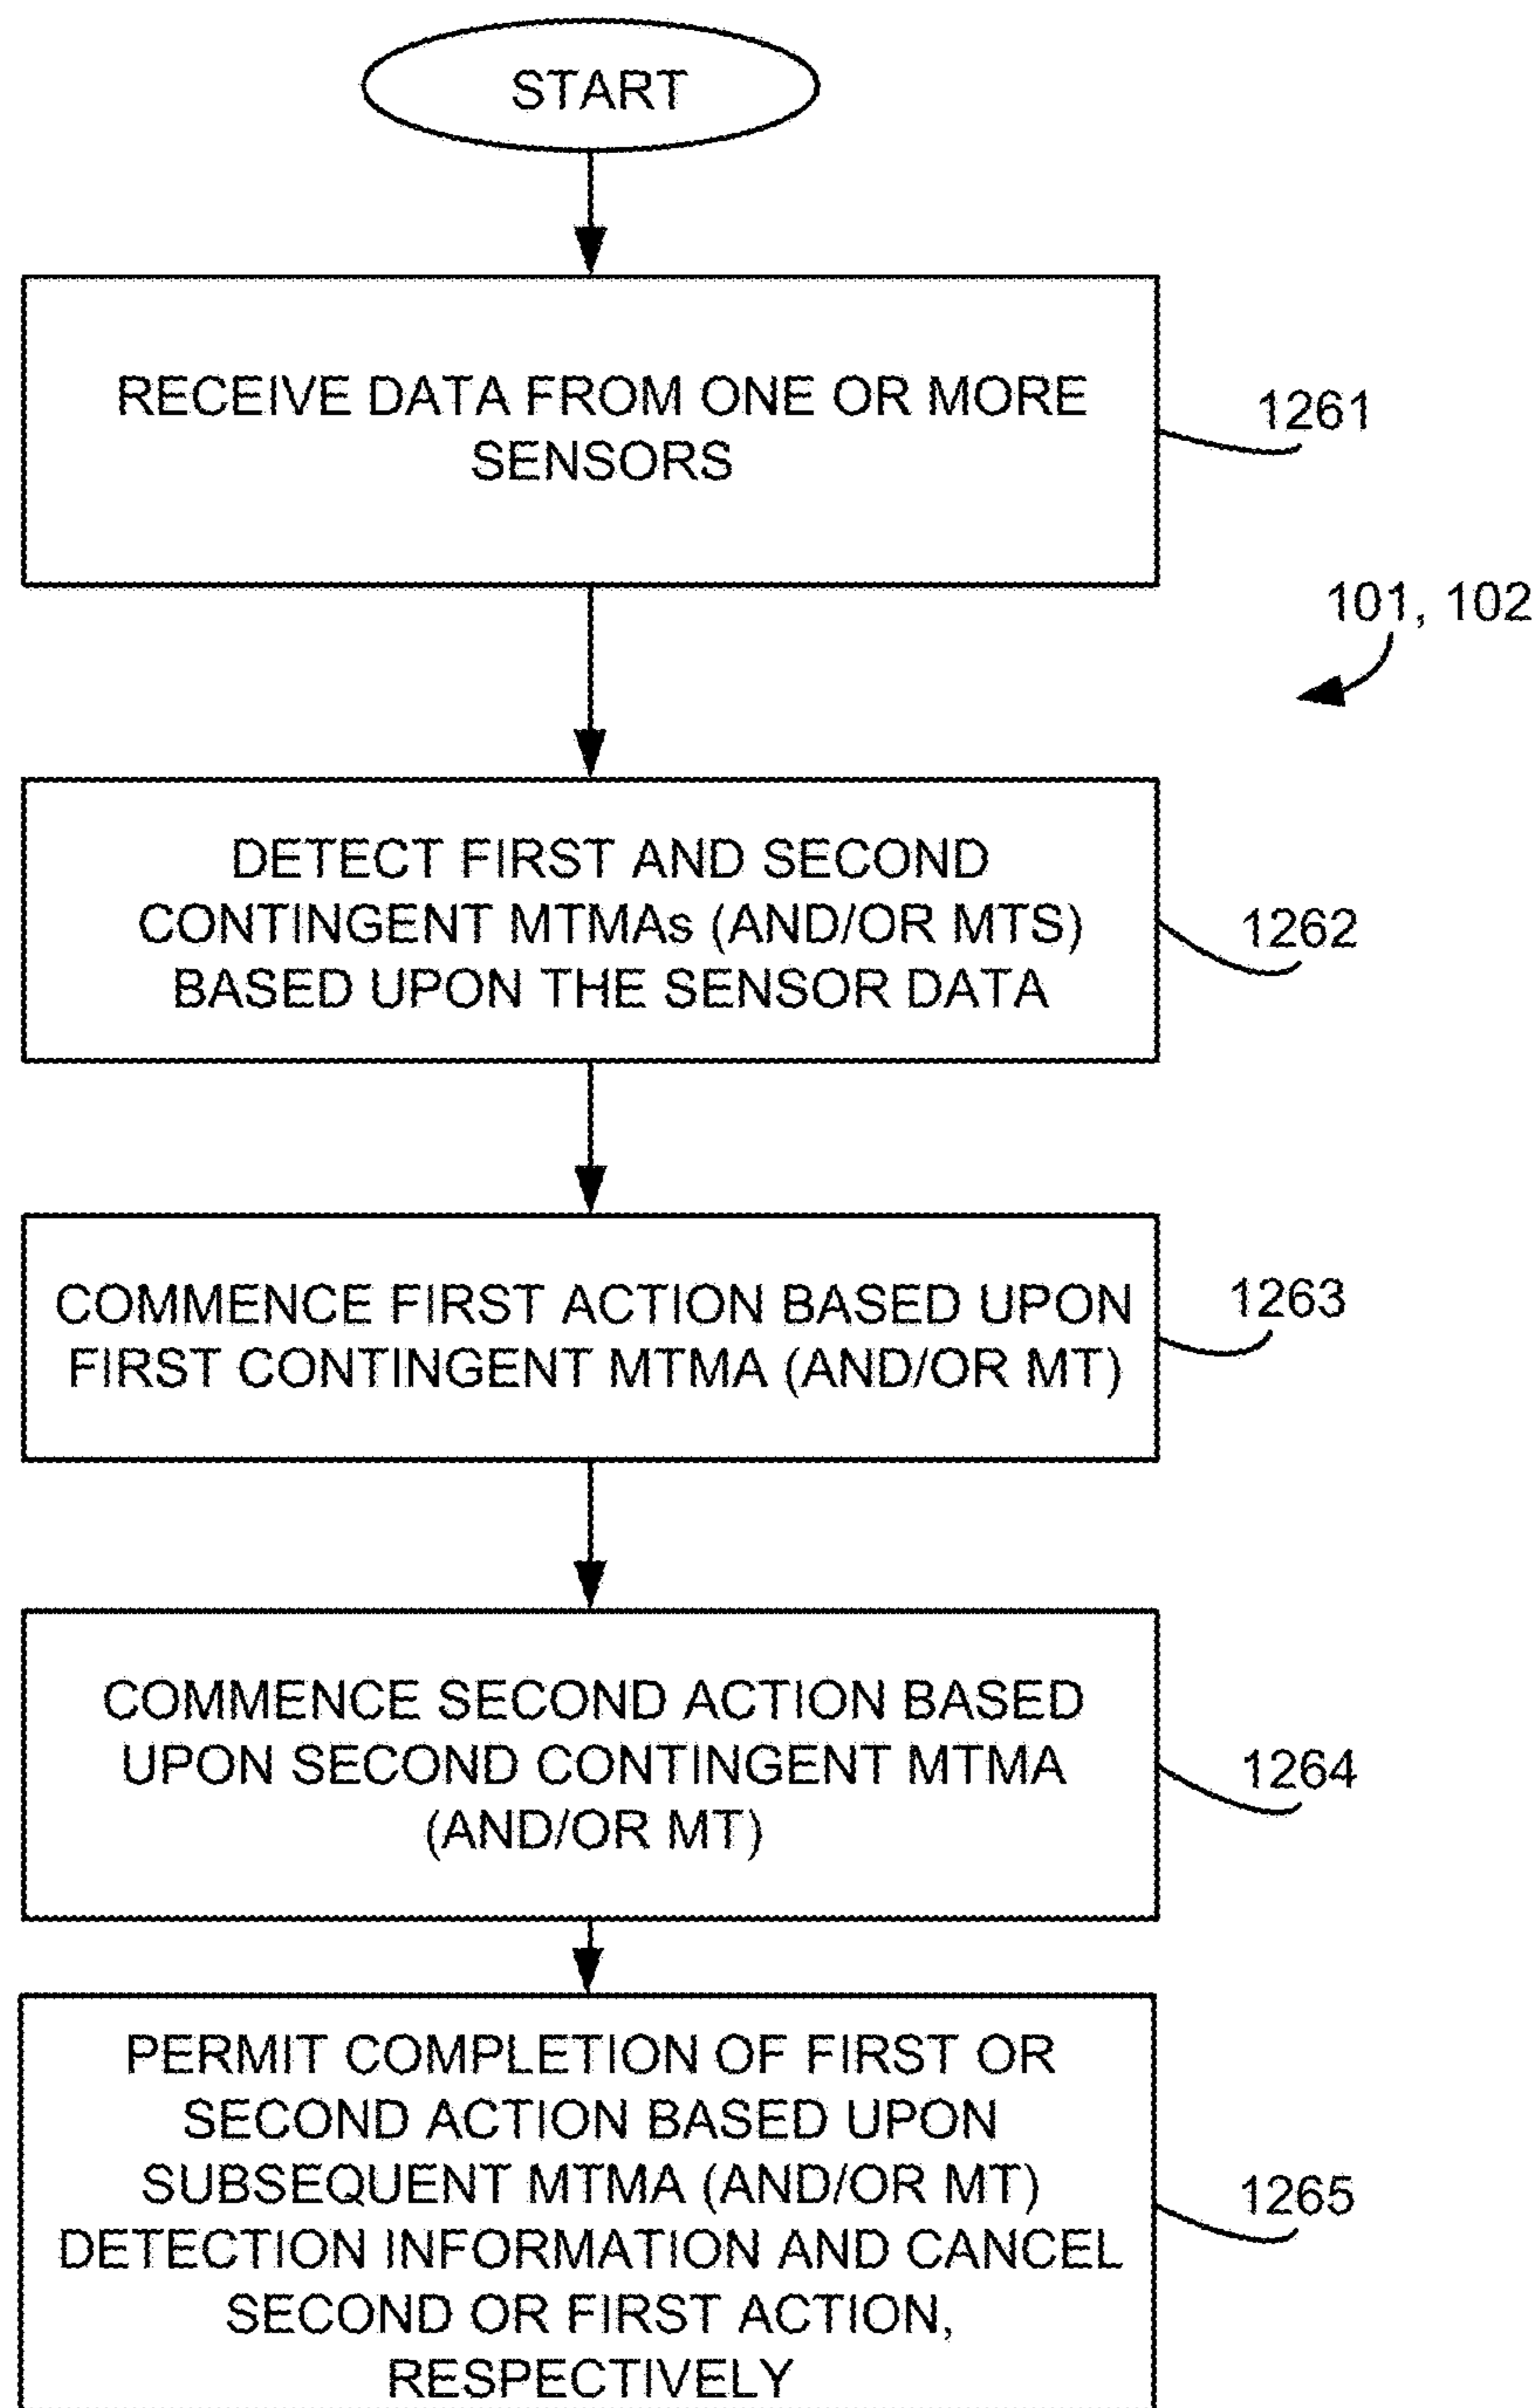 START
RECEIVE DATA FROM ONE OR MORE
SENSORS
1261
101, 102
DETECT FIRST AND SECOND
CONTINGENT MTMAs (AND/OR MTS)
BASED UPON THE SENSOR DATA
1262
COMMENCE FIRST ACTION BASED UPON
FIRST CONTINGENT MTMA (AND/OR MT)
1263
COMMENCE SECOND ACTION BASED
UPON SECOND CONTINGENT MTMA
(AND/OR MT)
1264
PERMIT COMPLETION OF FIRST OR
SECOND ACTION BASED UPON
SUBSEQUENT MTMA (AND/OR MT)
DETECTION INFORMATION AND CANCEL
SECOND OR FIRST ACTION,
RESPECTIVELY
1265